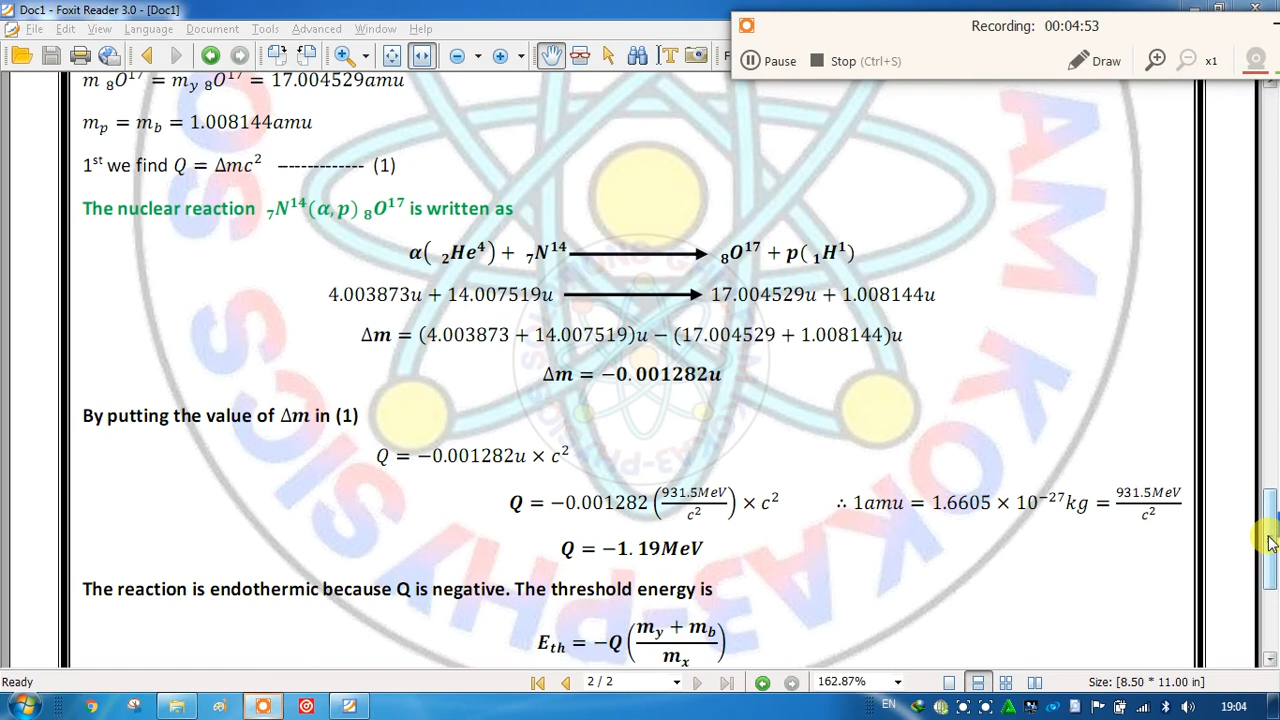 Doc1 - Foxit Reader 3.0 - [Doc1]
File Edit View Language Document Tools Advanced Window Help
Recording: 00:04:53
Pause Stop (Ctrl+S) Draw x1
m ₈O¹⁷ = m_y ₈O¹⁷ = 17.004529amu
m_p = m_b = 1.008144amu
1ˢᵗ we find Q = Δmc² ------------- (1)
The nuclear reaction ₇N¹⁴(α, p) ₈O¹⁷ is written as
α( ₂He⁴) + ₇N¹⁴ ⟶ ₈O¹⁷ + p( ₁H¹)
4.003873u + 14.007519u ⟶ 17.004529u + 1.008144u
Δm = (4.003873 + 14.007519)u − (17.004529 + 1.008144)u
Δm = −0.001282u
By putting the value of Δm in (1)
Q = −0.001282u × c²
Q = −0.001282 (931.5MeV/c²) × c² ∴ 1amu = 1.6605 × 10⁻²⁷kg = 931.5MeV/c²
Q = −1.19MeV
The reaction is endothermic because Q is negative. The threshold energy is
E_th = −Q (m_y + m_b / m_x)
Ready 2 / 2 162.87% Size: [8.50 * 11.00 in]
EN 19:04